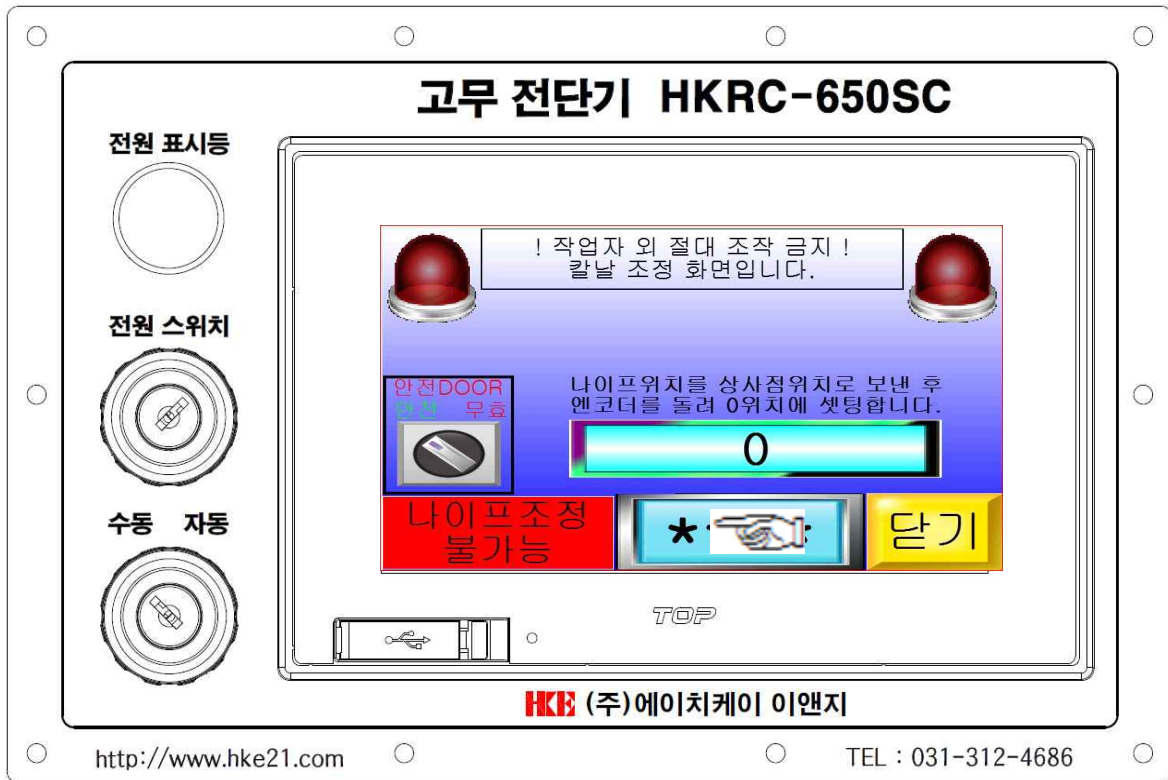 고무 전단기 HKRC-650SC
전원 표시등
! 작업자 외 절대 조작 금지 !
칼날 조정 화면입니다.
전원 스위치
안전DOOR
안전 무효
나이프위치를 상사점위치로 보낸 후
엔코더를 돌려 0위치에 셋팅합니다.
0
수동 자동
나이프조정
불가능
닫기
TOP
HKE (주)에이치케이 이앤지
http://www.hke21.com
TEL : 031-312-4686